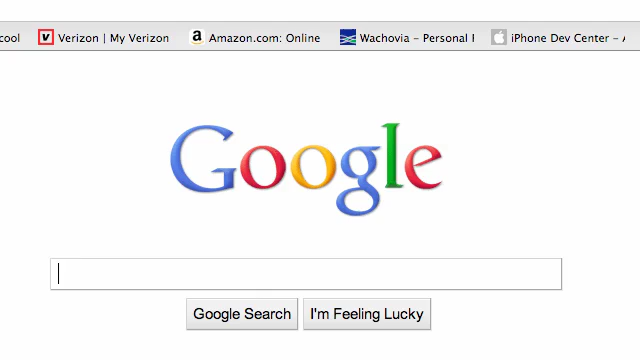 cool Verizon | My Verizon Amazon.com: Online Wachovia – Personal iPhone Dev Center –
Google
Google Search I'm Feeling Lucky